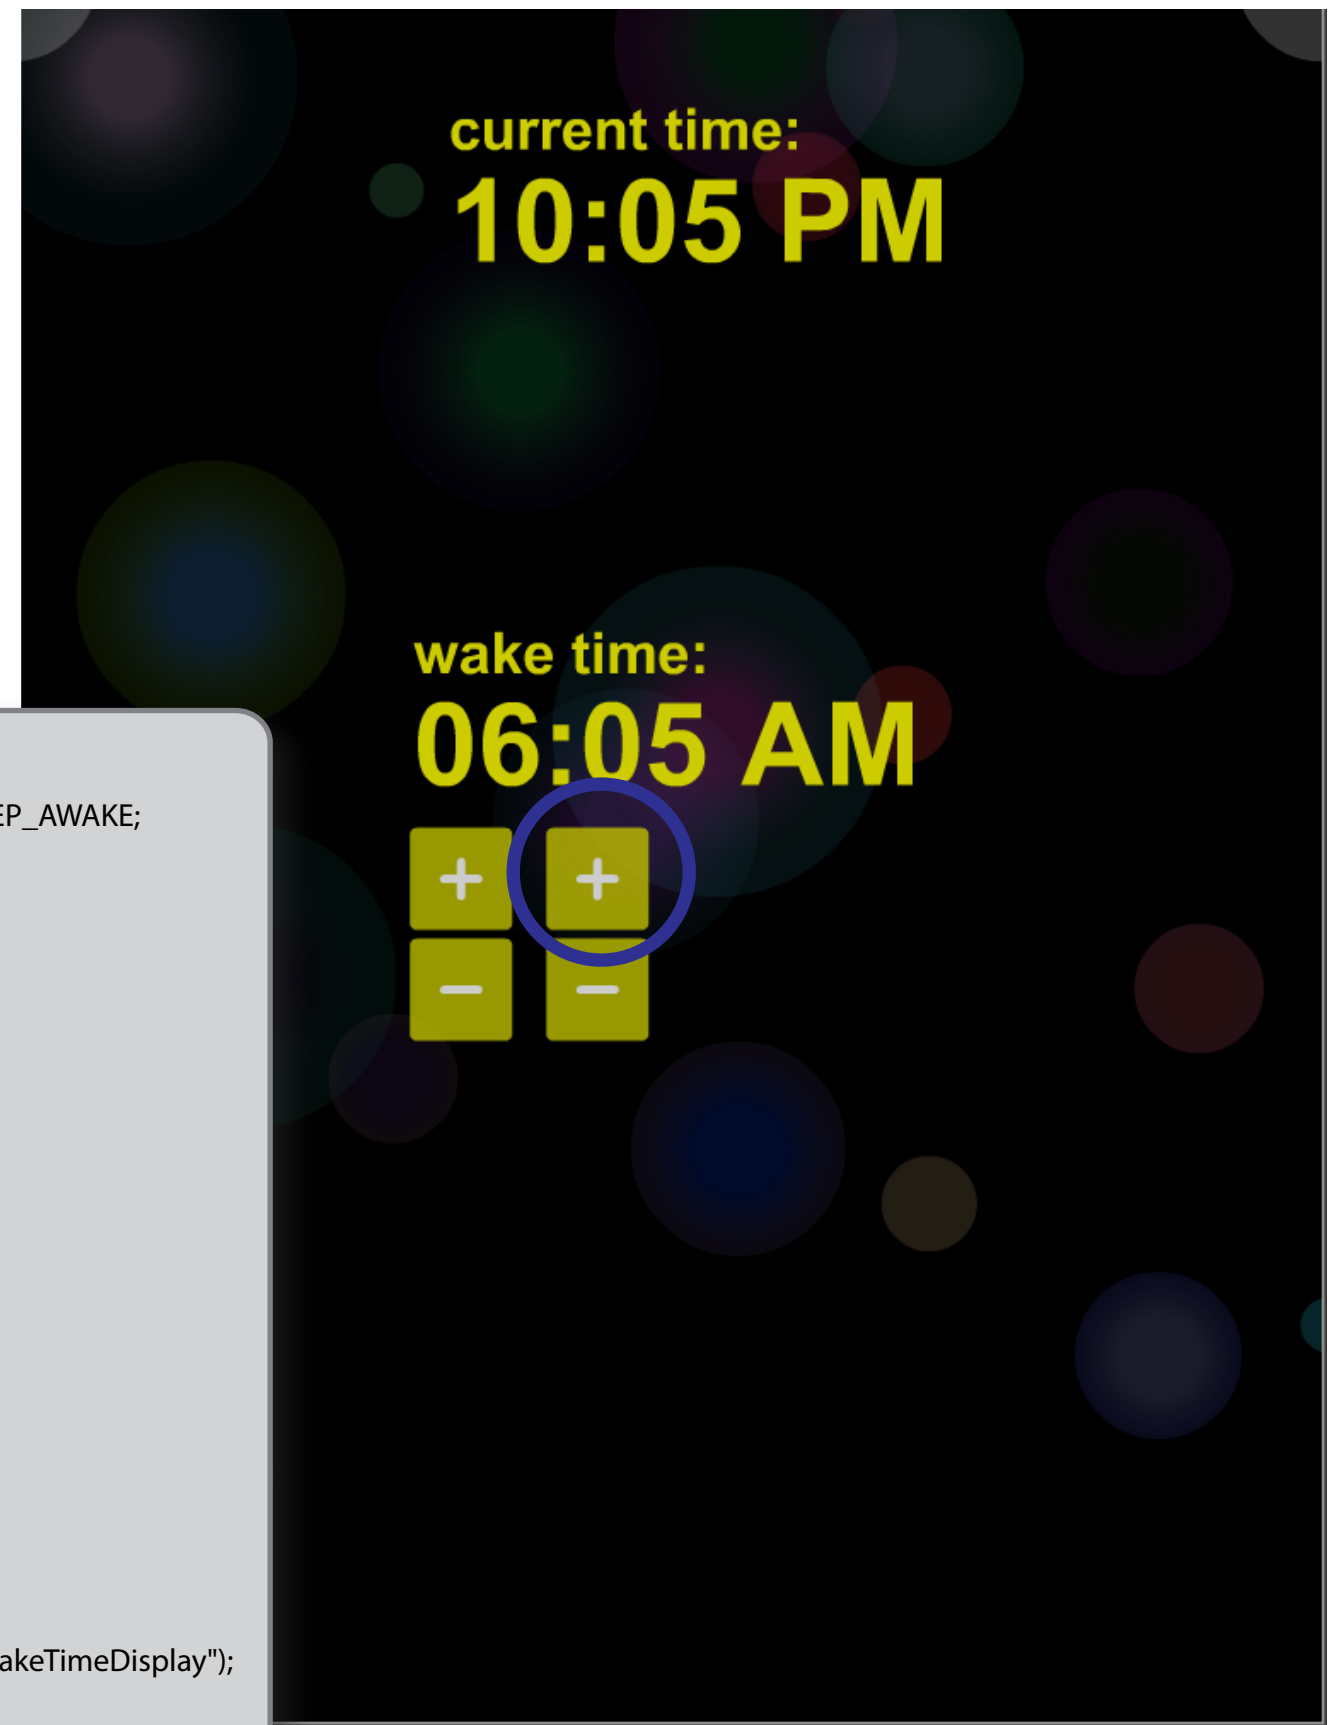 current time:
10:05 PM
wake time:
06:05 AM
+ +
− −
EP_AWAKE;
akeTimeDisplay");